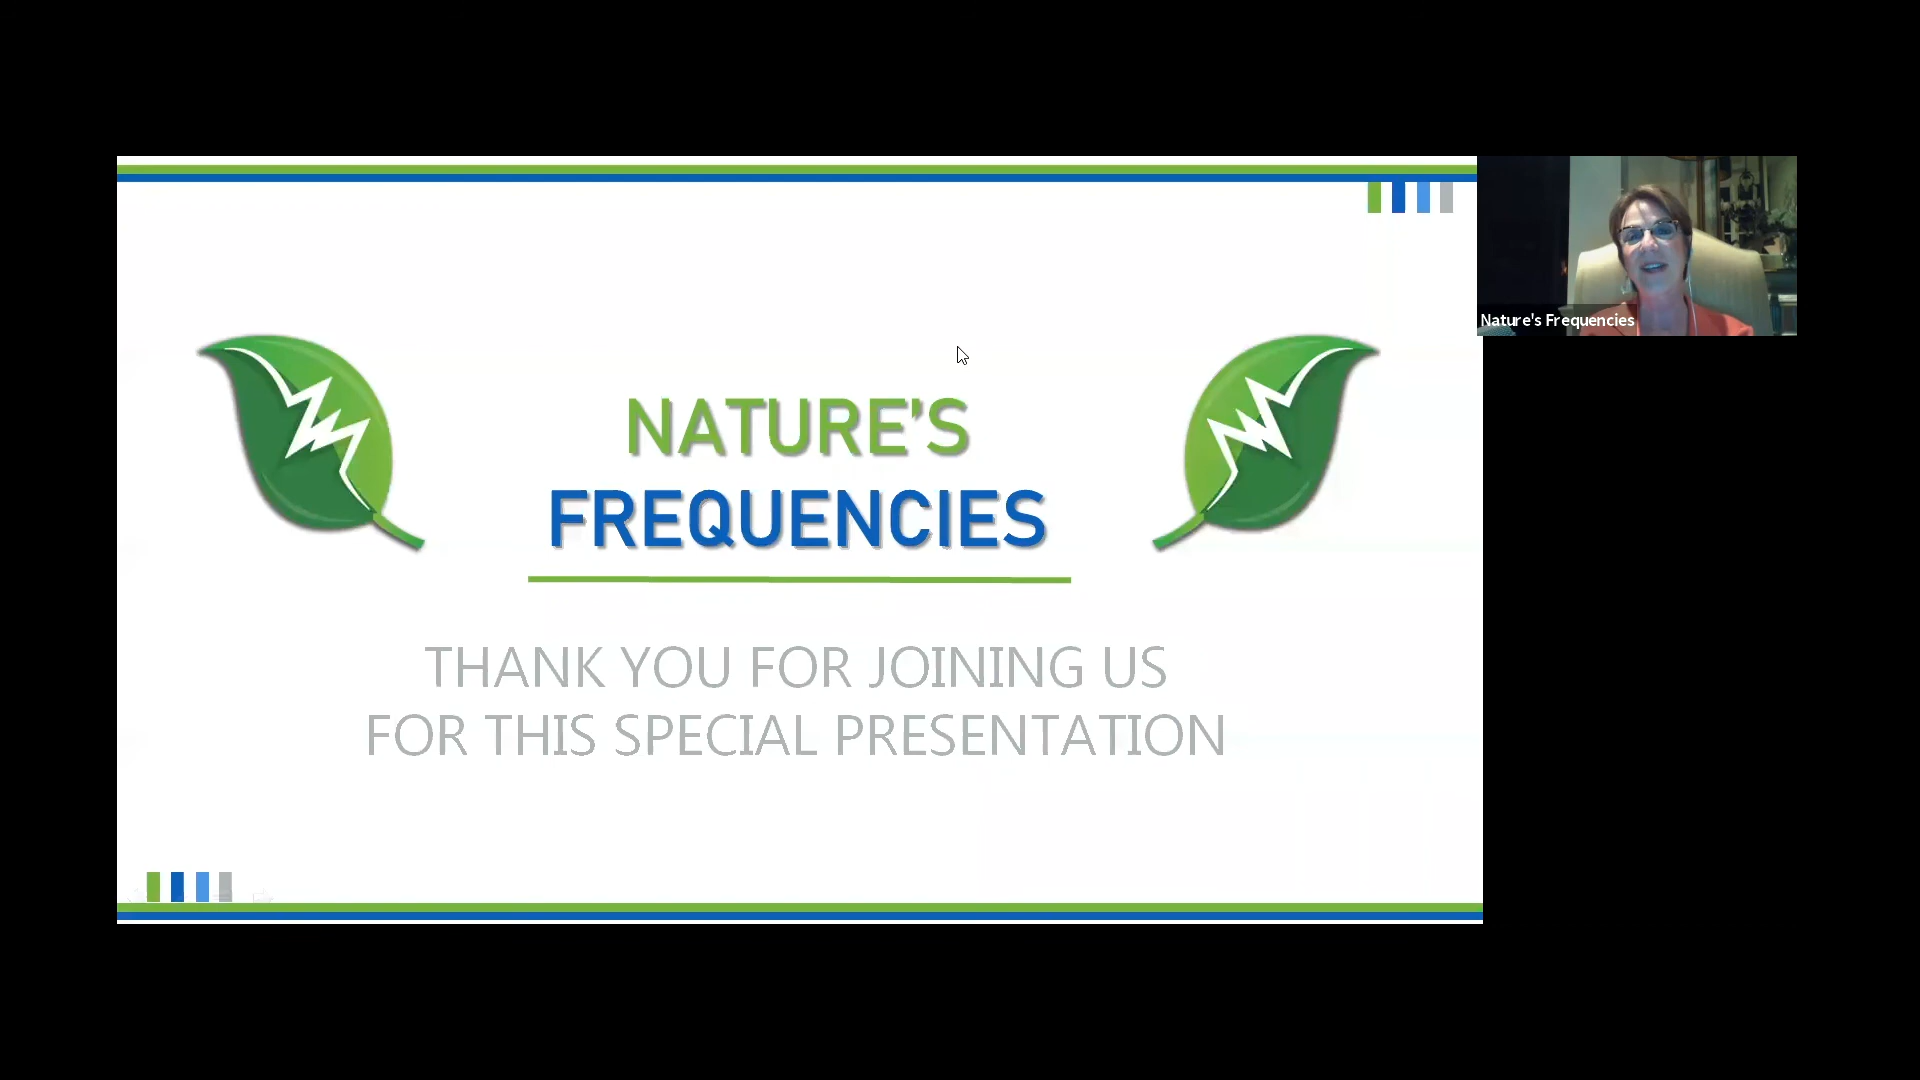 NATURE'S
FREQUENCIES
THANK YOU FOR JOINING US
FOR THIS SPECIAL PRESENTATION
Nature's Frequencies